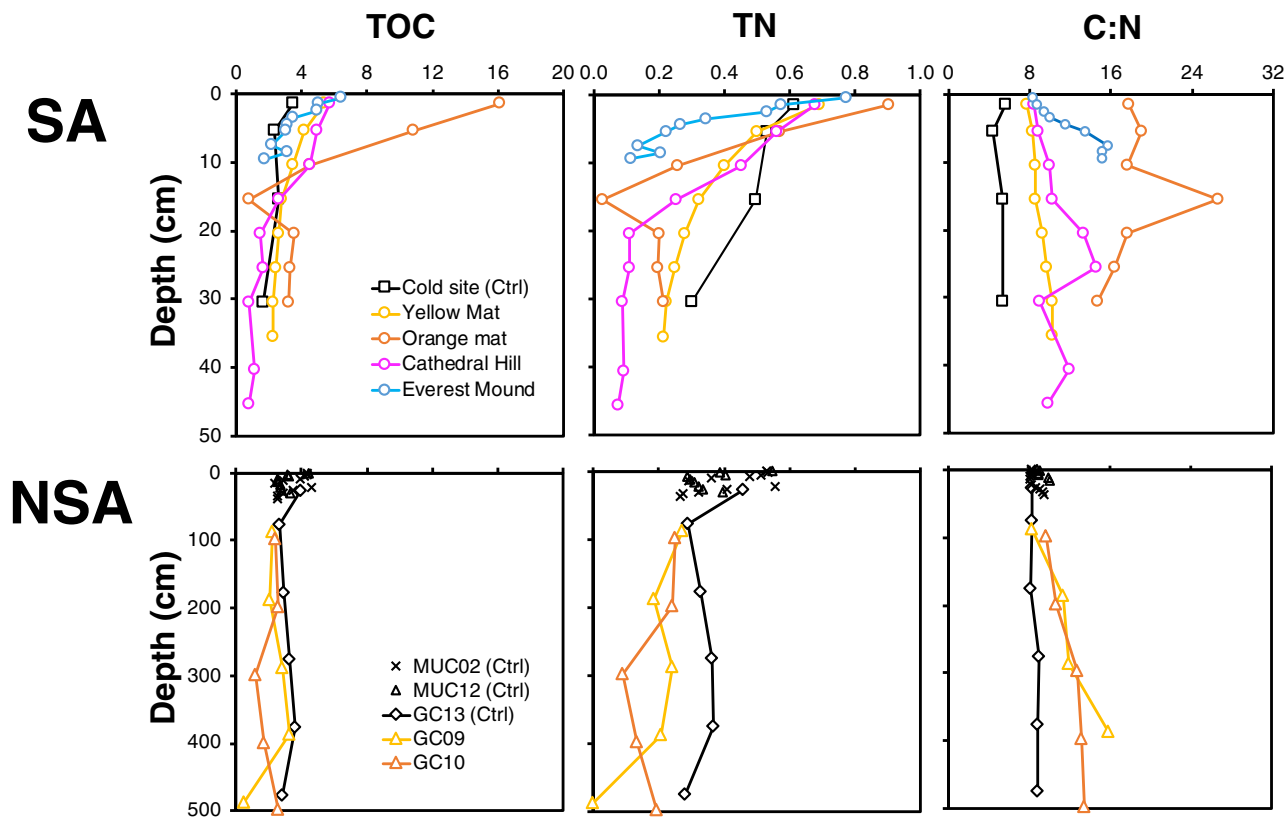 TOC TN C:N
0 4 8 12 16 20 0.0 0.2 0.4 0.6 0.8 1.0 0 8 16 24 32
SA
Depth (cm)
0
10
20
30
40
50
Cold site (Ctrl)
Yellow Mat
Orange mat
Cathedral Hill
Everest Mound
NSA
Depth (cm)
0
100
200
300
400
500
MUC02 (Ctrl)
MUC12 (Ctrl)
GC13 (Ctrl)
GC09
GC10